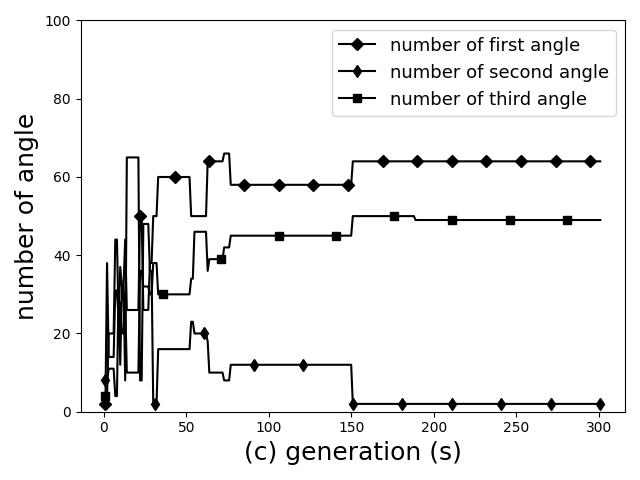 number of angle
100
80
60
40
20
0
number of first angle
number of second angle
number of third angle
0 50 100 150 200 250 300
(c) generation (s)